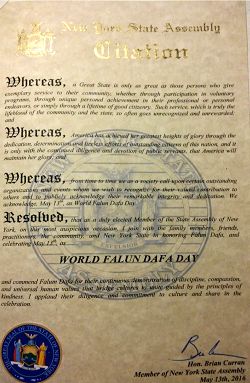 New York State Assembly
Citation
Whereas, a Great State is only as great as those persons who give
exemplary service to their community, whether through participation in voluntary
programs, through unique personal achievement in their professional or personal
endeavors, or simply through a lifetime of good citizenry. Such service, which is truly the
lifeblood of the community and the state, so often goes unrecognized and unrewarded;
and
Whereas, America has achieved her greatest heights of glory through the
dedication, determination and tireless efforts of outstanding citizens of this nation, and it
is only with the continued diligence and devotion of public that America will
maintain her glory; and
Whereas, from time to time a society call upon certain outstanding
organizations and events whom we wish to recognize for their valued contribution to
culture and to publicly acknowledge their remarkable integrity and dedication. We
acknowledge, May 13th, as World Falun Dafa Day.
Resolved, that as a duly elected Member of the State Assembly of New
York, on this most auspicious occasion, I join with the family members, friends,
practitioners, the community, and New York State in honoring Falun Dafa, and
celebrating May 13th, as
EXCELSIOR
WORLD FALUN DAFA DAY
and commend Falun Dafa for their continuous demonstration of discipline, compassion,
and universal human values that bridge cultures by being guided by the principles of
kindness. I applaud their diligence and commitment to culture and share in the
celebration.
Hon. Brian Curran
Member of New York State Assembly
May 13th, 2016